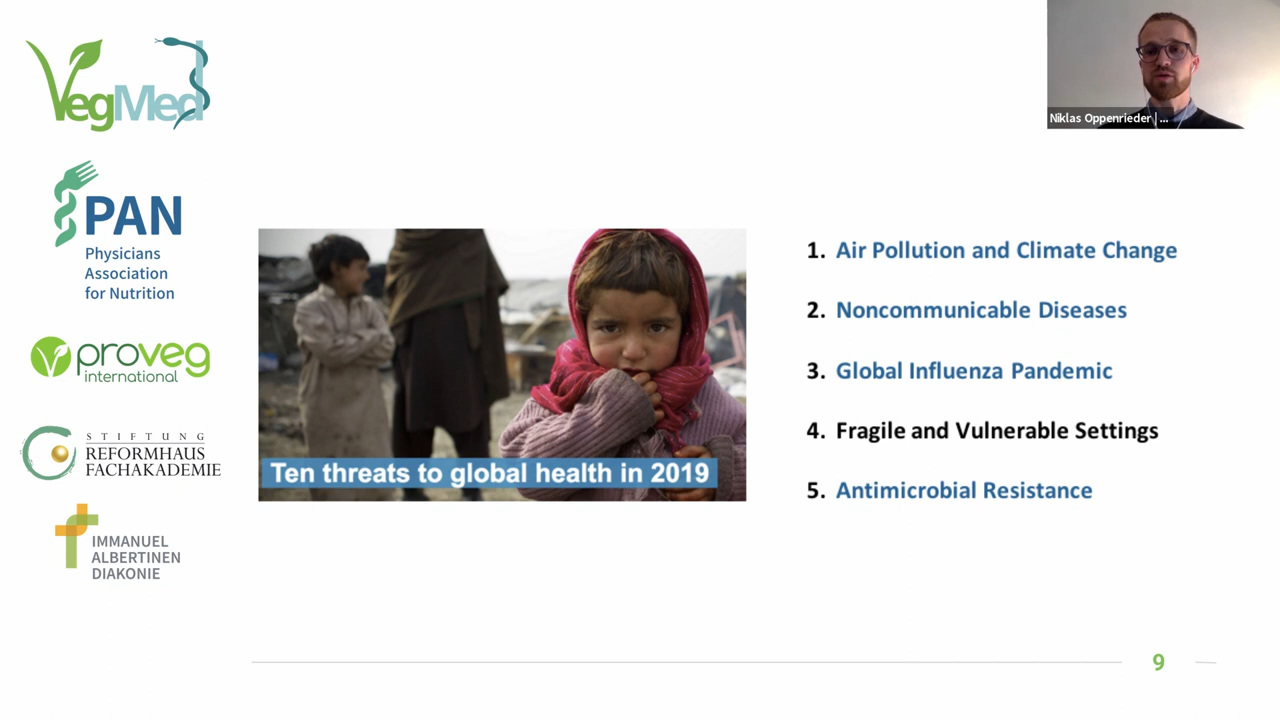 VegMed
PAN
Physicians
Association
for Nutrition
proveg
international
STIFTUNG
REFORMHAUS
FACHAKADEMIE
IMMANUEL
ALBERTINEN
DIAKONIE
Niklas Oppenrieder | ...
Ten threats to global health in 2019
1. Air Pollution and Climate Change
2. Noncommunicable Diseases
3. Global Influenza Pandemic
4. Fragile and Vulnerable Settings
5. Antimicrobial Resistance
9